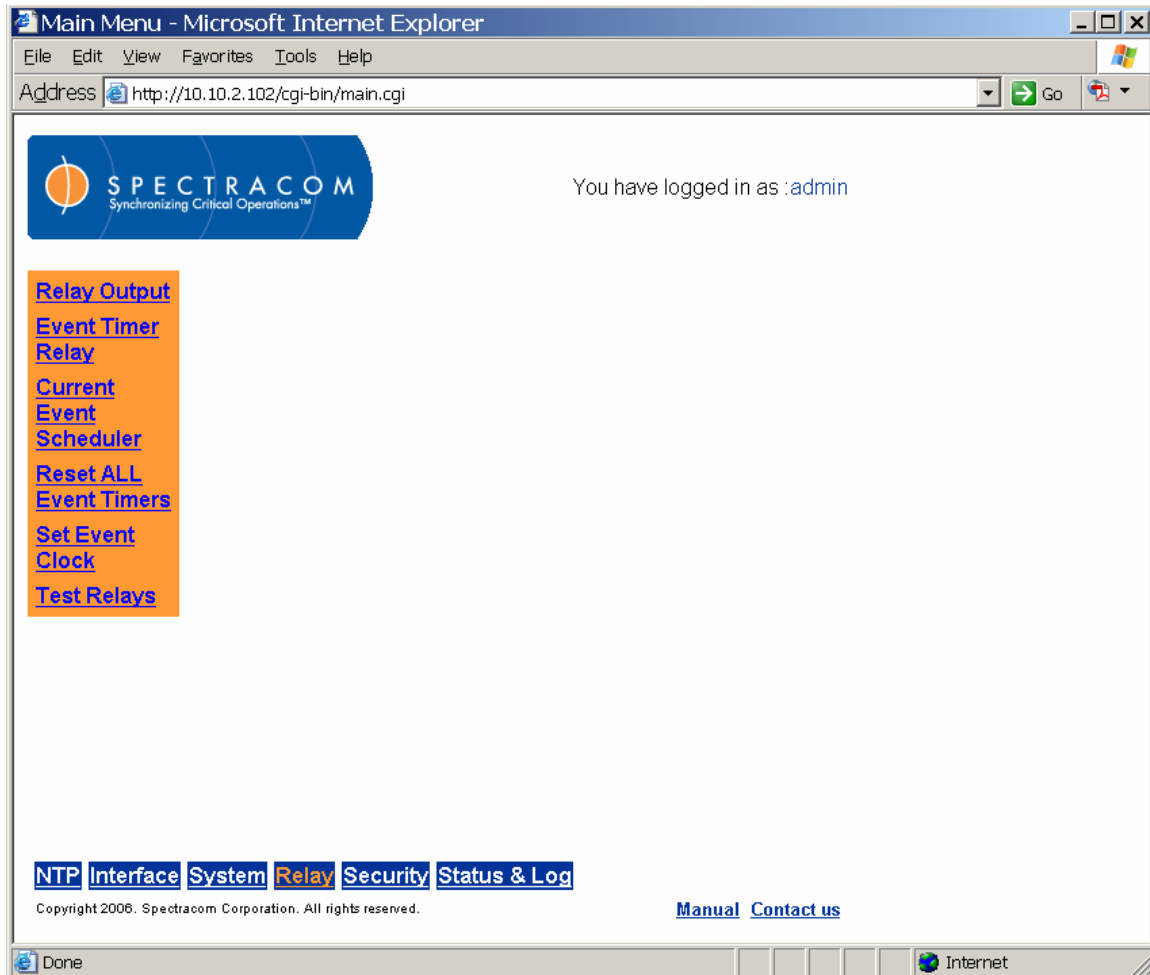 Main Menu - Microsoft Internet Explorer
File Edit View Favorites Tools Help
Address http://10.10.2.102/cgi-bin/main.cgi Go
SPECTRACOM
Synchronizing Critical Operations™
You have logged in as :admin
Relay Output
Event Timer
Relay
Current
Event
Scheduler
Reset ALL
Event Timers
Set Event
Clock
Test Relays
NTP Interface System Relay Security Status & Log
Copyright 2006. Spectracom Corporation. All rights reserved.
Manual Contact us
Done Internet